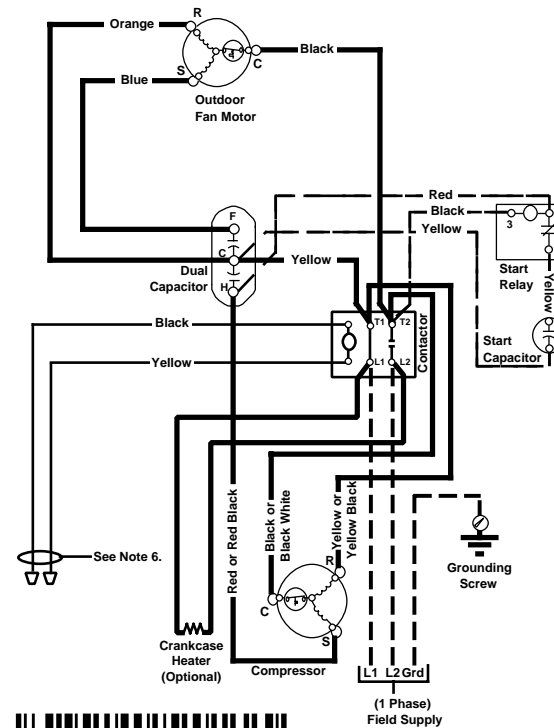 Orange
R
Black
C
S
Blue
Outdoor
Fan Motor
Red
Black
3
F
Yellow
C
Yellow
Dual
Capacitor
H
Start
Relay
Yellow
Black
T1
T2
Contactor
Start
Capacitor
Yellow
L1
L2
Red or Red Black
Black or
Black White
Yellow or
Yellow Black
See Note 6.
R
Grounding
Screw
C
S
Crankcase
Heater
(Optional)
Compressor
L1 L2 Grd
(1 Phase)
Field Supply